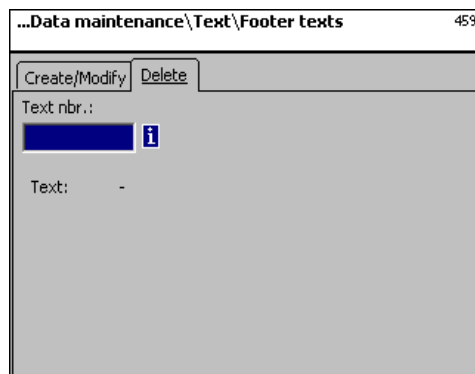 ...Data maintenance\Text\Footer texts 459
Create/Modify Delete
Text nbr.:
i
Text: -